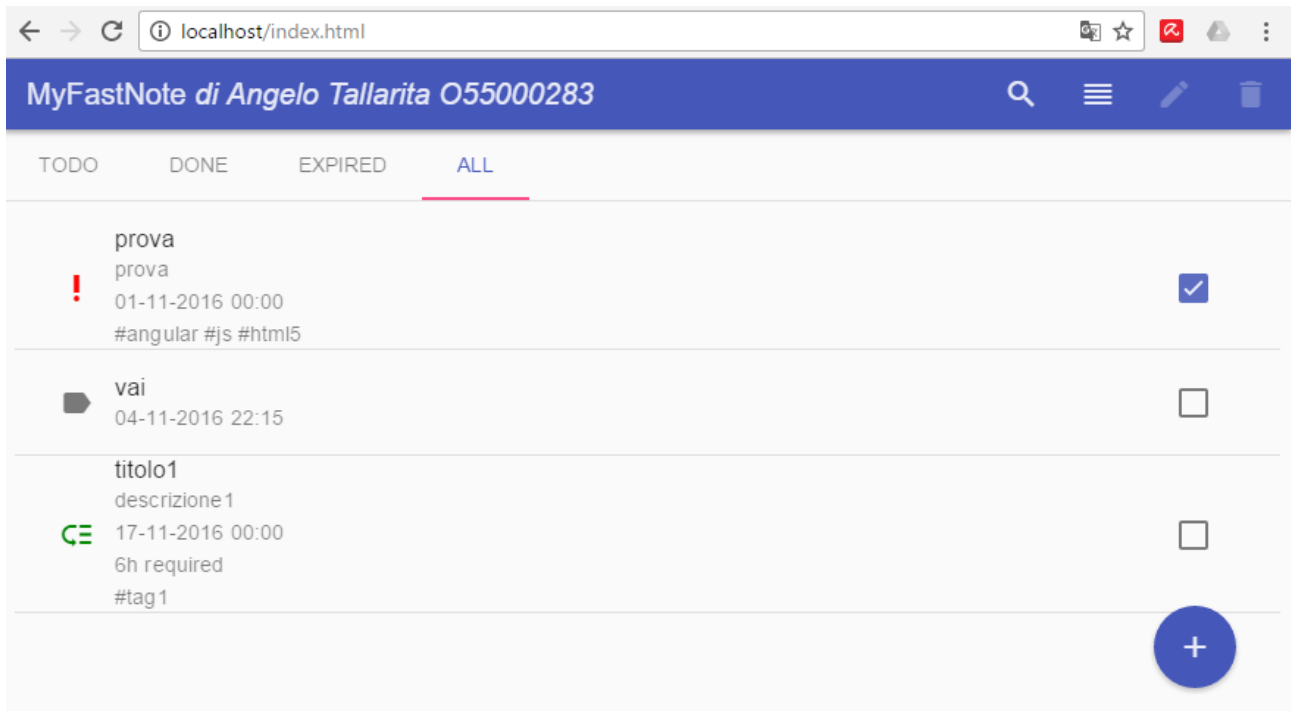 localhost/index.html
MyFastNote di Angelo Tallarita O55000283
TODO DONE EXPIRED ALL
prova
prova
01-11-2016 00:00
#angular #js #html5
vai
04-11-2016 22:15
titolo1
descrizione1
17-11-2016 00:00
6h required
#tag1